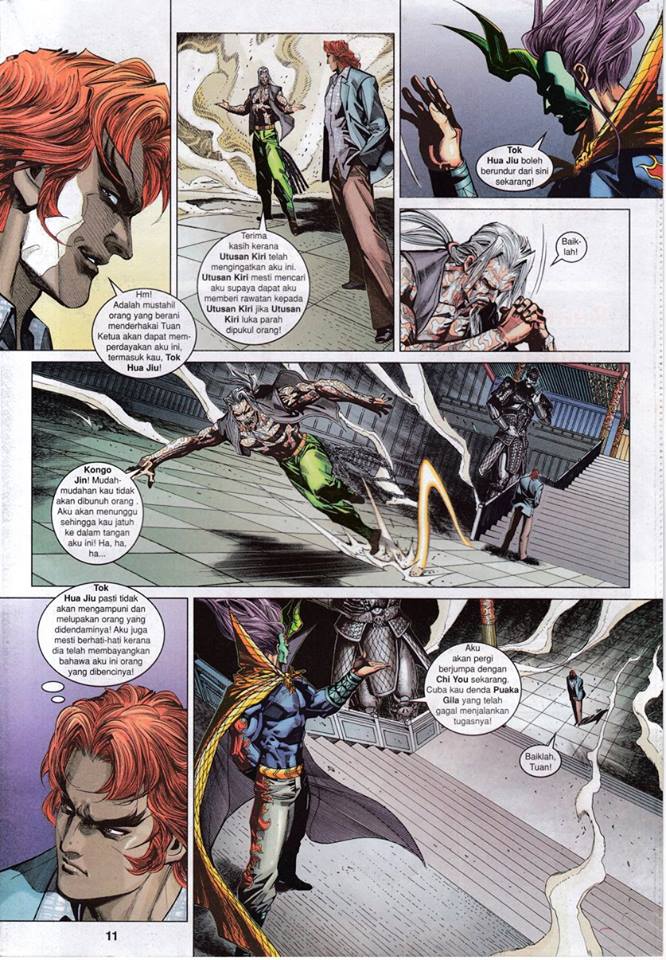 Hm!
Adalah mustahil
orang yang berani
menderhakai Tuan
Ketua akan dapat mem-
perdayakan aku ini,
termasuk kau, Tok
Hua Jiu!
Terima
kasih kerana
Utusan Kiri telah
mengingatkan aku ini.
Utusan Kiri mesti mencari
aku supaya dapat aku
memberi rawatan kepada
Utusan Kiri jika Utusan
Kiri luka parah
dipukul orang!
Tok
Hua Jiu boleh
berundur dari sini
sekarang!
Baik-
lah!
Kongo
Jin! Mudah-
mudahan kau tidak
akan dibunuh orang .
Aku akan menunggu
sehingga kau jatuh
ke dalam tangan
aku ini! Ha, ha,
ha...
Tok
Hua Jiu pasti tidak
akan mengampuni dan
melupakan orang yang
didendaminya! Aku juga
mesti berhati-hati kerana
dia telah membayangkan
bahawa aku ini orang
yang dibencinya!
Aku
akan pergi
berjumpa dengan
Chi You sekarang.
Cuba kau denda Puaka
Gila yang telah
gagal menjalankan
tugasnya!
Baiklah,
Tuan!
11